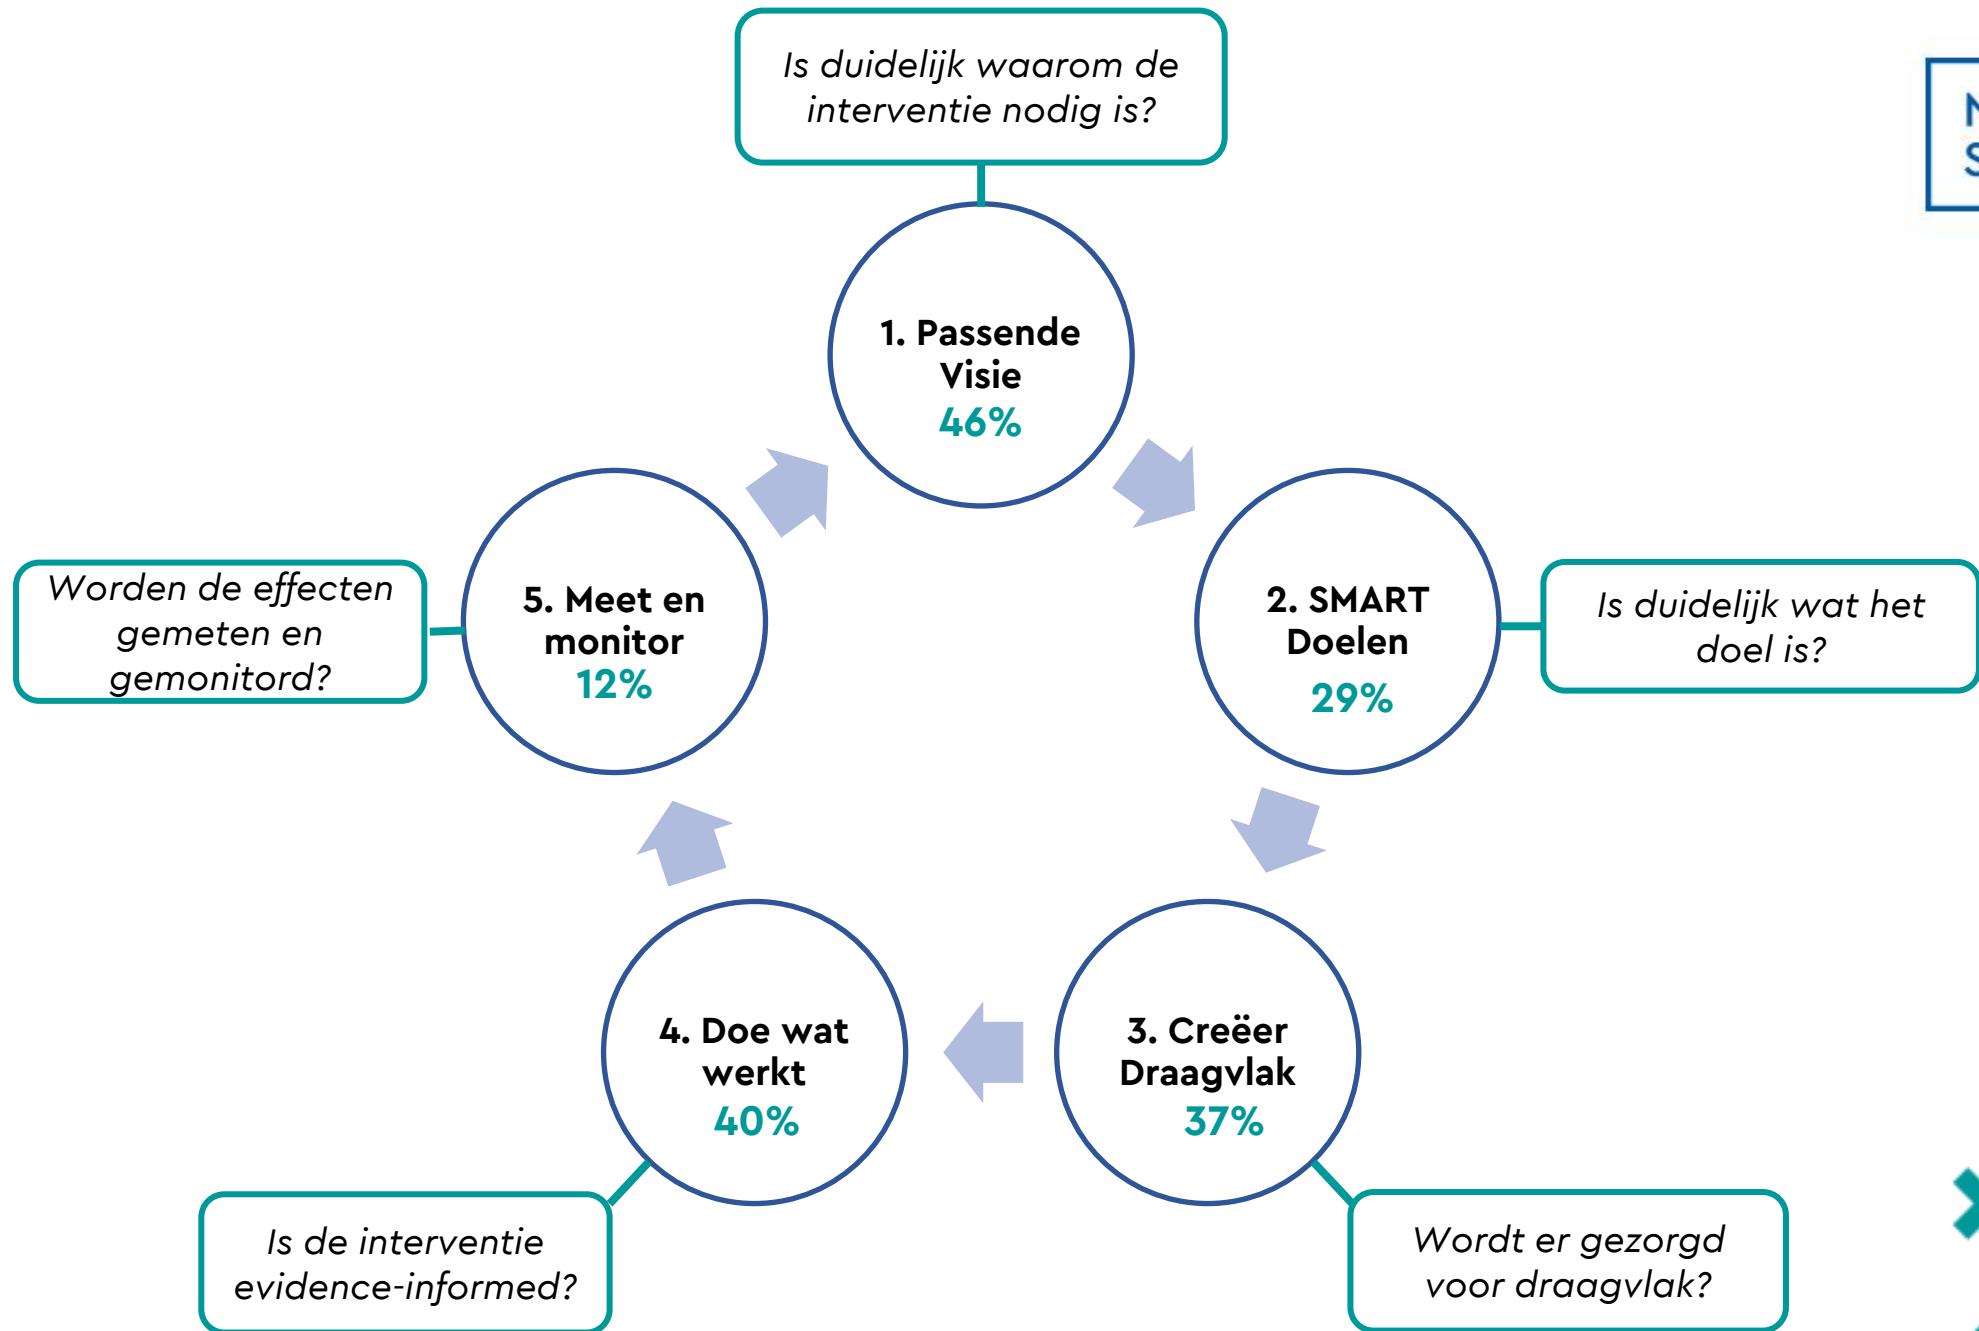 Is duidelijk waarom de
interventie nodig is?
N
S
1. Passende
Visie
46%
Worden de effecten
gemeten en
gemonitord?
5. Meet en
monitor
12%
2. SMART
Doelen
29%
Is duidelijk wat het
doel is?
4. Doe wat
werkt
40%
3. Creëer
Draagvlak
37%
Is de interventie
evidence-informed?
Wordt er gezorgd
voor draagvlak?